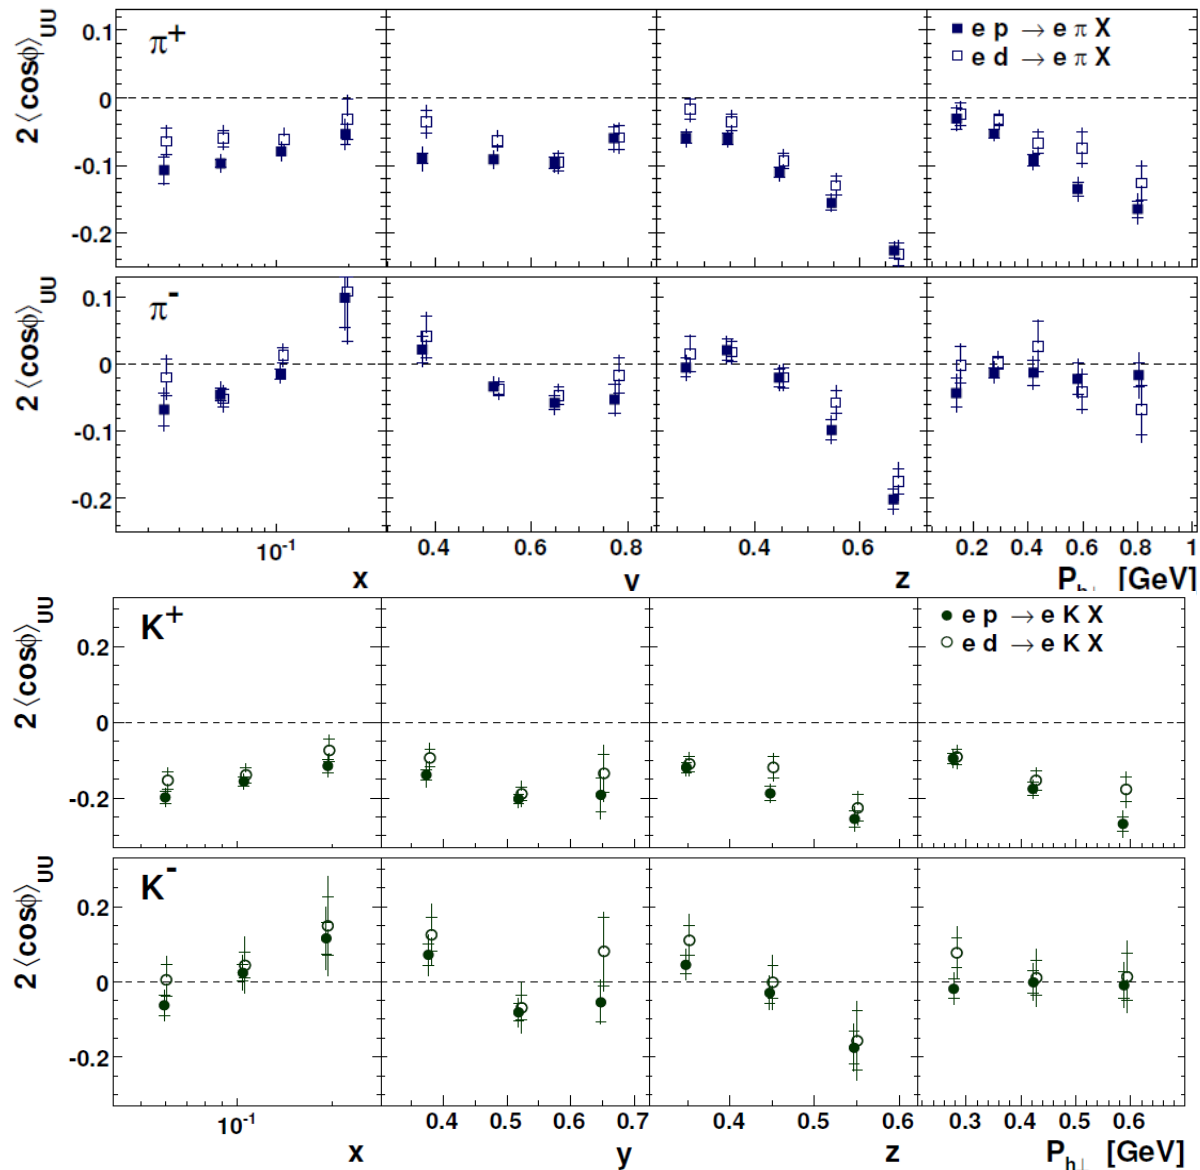 2 ⟨cosϕ⟩UU
π+
■ e p → e π X
□ e d → e π X
0.1
0
-0.1
-0.2
2 ⟨cosϕ⟩UU
π-
0.1
0
-0.1
-0.2
10-1
0.4 0.6 0.8
0.4 0.6
0.2 0.4 0.6 0.8 1
x
z
[GeV]
2 ⟨cosϕ⟩UU
K+
● e p → e K X
○ e d → e K X
0.2
0
-0.2
2 ⟨cosϕ⟩UU
K-
0.2
0
-0.2
10-1
0.4 0.5 0.6 0.7
0.4 0.5 0.6
0.3 0.4 0.5 0.6
x
y
z
Ph⊥ [GeV]